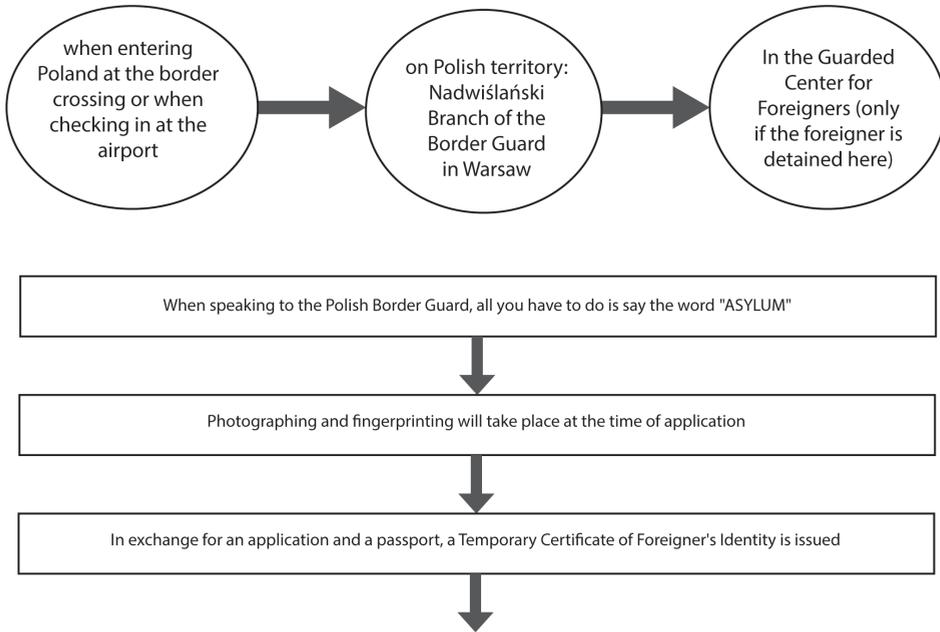 when entering
Poland at the border
crossing or when
checking in at the
airport
on Polish territory:
Nadwiślański
Branch of the
Border Guard
in Warsaw
In the Guarded
Center for
Foreigners (only
if the foreigner is
detained here)
When speaking to the Polish Border Guard, all you have to do is say the word "ASYLUM"
Photographing and fingerprinting will take place at the time of application
In exchange for an application and a passport, a Temporary Certificate of Foreigner's Identity is issued